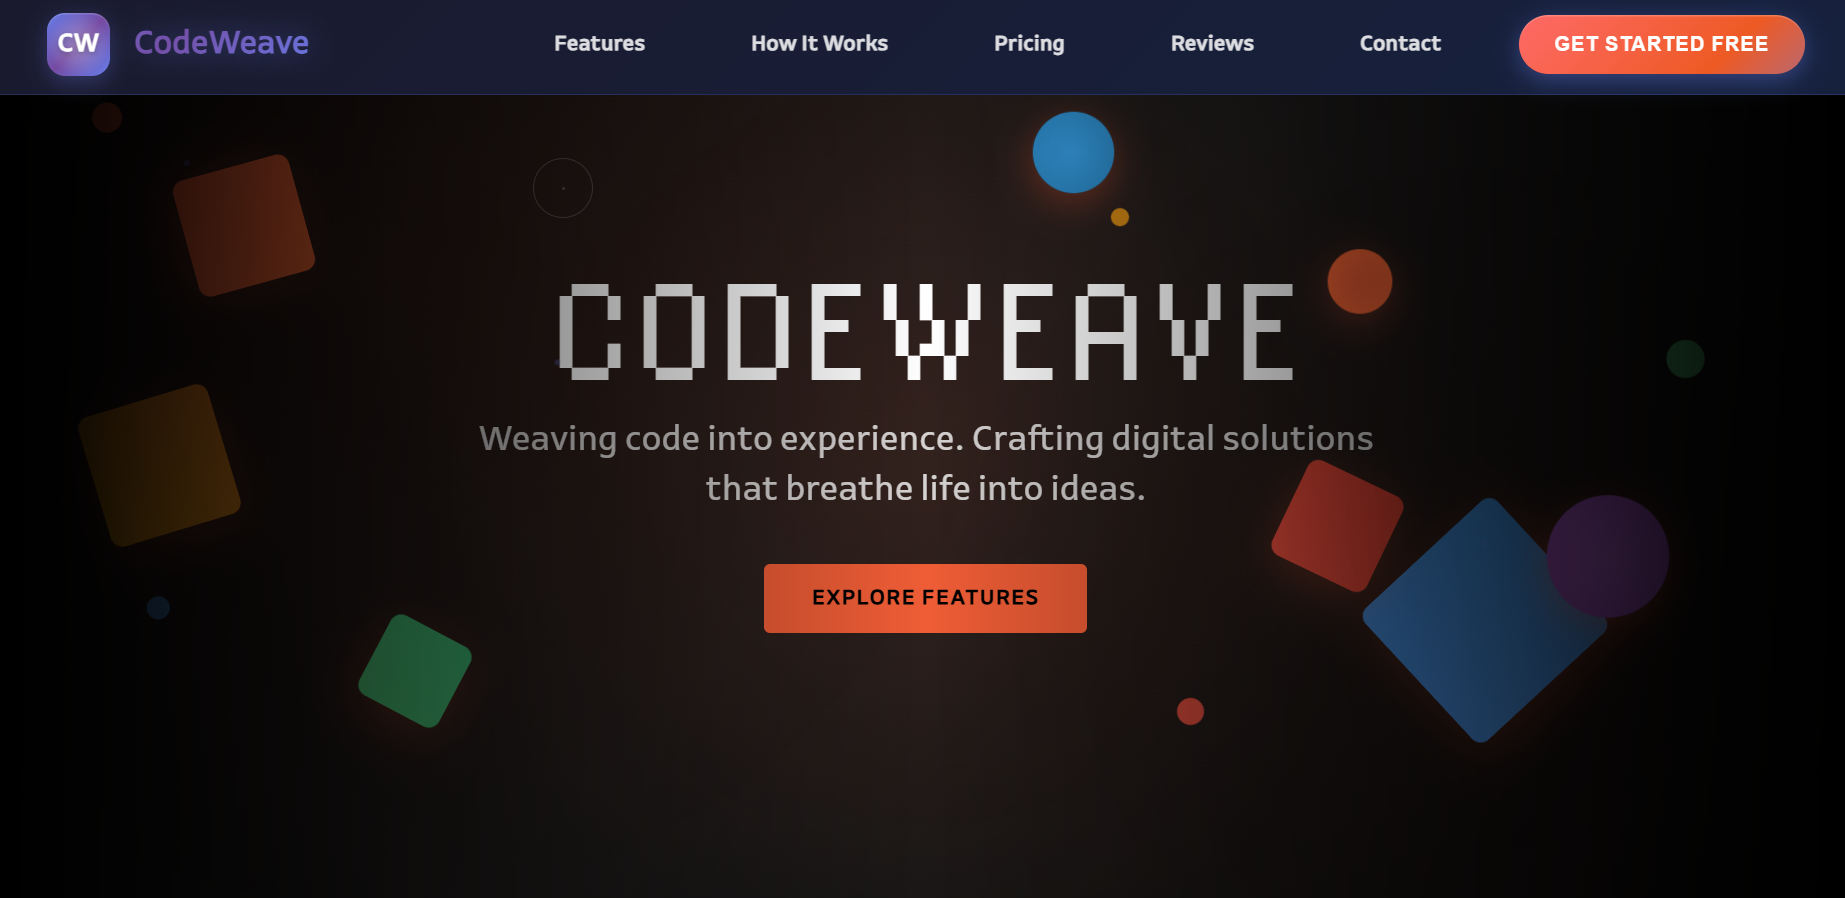 CW
CodeWeave
Features
How It Works
Pricing
Reviews
Contact
GET STARTED FREE
CODEWEAVE
Weaving code into experience. Crafting digital solutions
that breathe life into ideas.
EXPLORE FEATURES